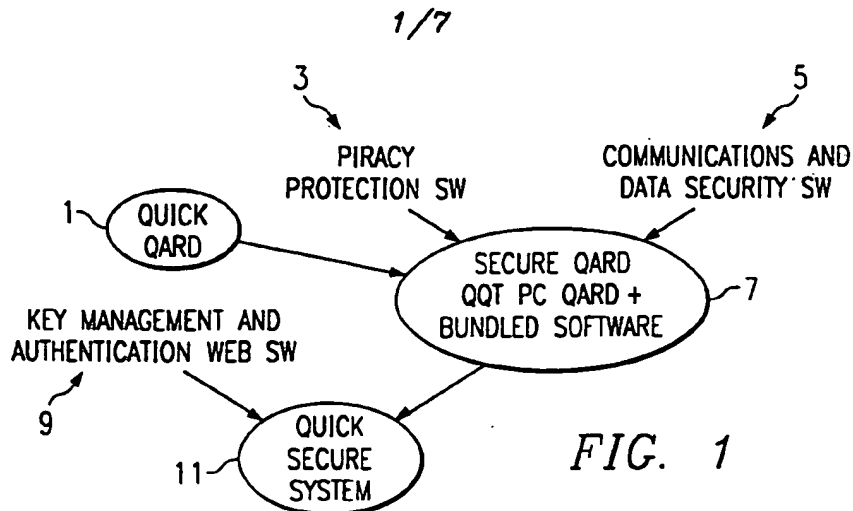 1/7
3
5
PIRACY
PROTECTION SW
COMMUNICATIONS AND
DATA SECURITY SW
1
QUICK
QARD
SECURE QARD
QQT PC QARD +
BUNDLED SOFTWARE
7
KEY MANAGEMENT AND
AUTHENTICATION WEB SW
9
QUICK
SECURE
SYSTEM
11
FIG. 1